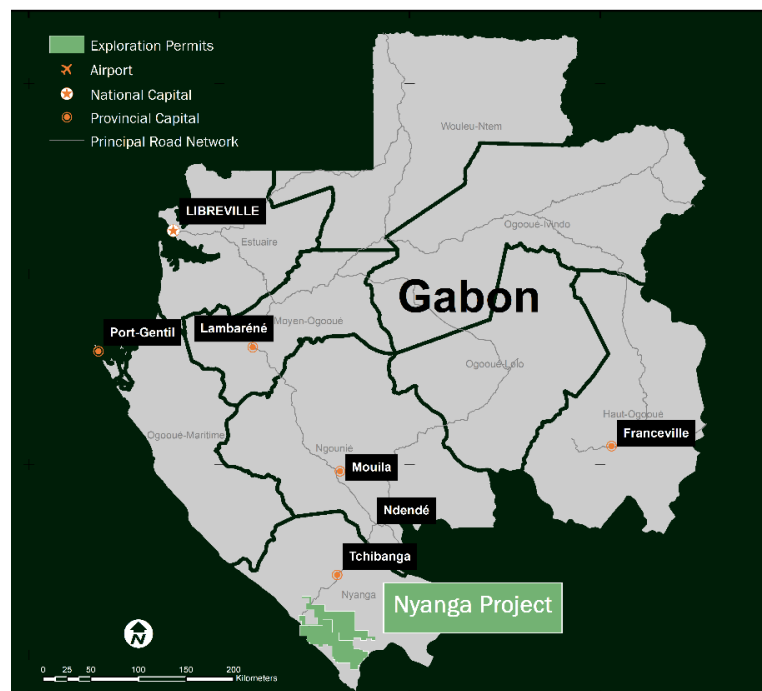 Exploration Permits
Airport
National Capital
Provincial Capital
Principal Road Network
Wouleu-Ntem
LIBREVILLE
Estuaire
Ogooué-Ivindo
Gabon
Port-Gentil
Lambaréné
Moyen-Ogooué
Ogooué-Lolo
Ogooué-Maritime
Haut-Ogooué
Franceville
Ngounié
Mouila
Ndendé
Tchibanga
Nyanga
Nyanga Project
N
0 25 50 100 150 200
Kilometers